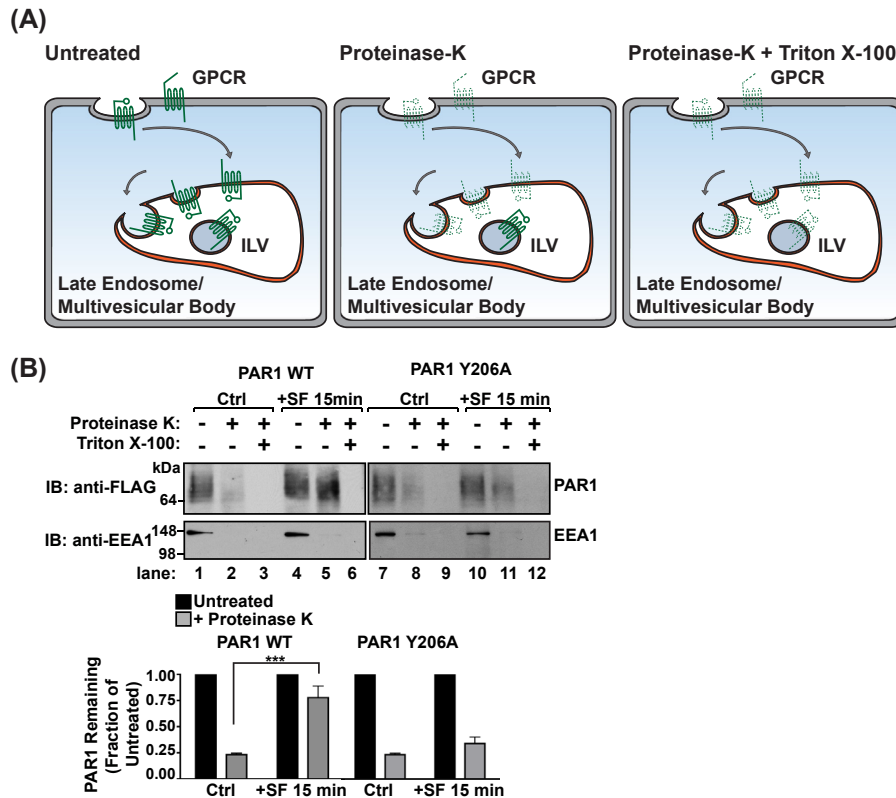 (A)
Untreated
Proteinase-K
Proteinase-K + Triton X-100
GPCR
GPCR
GPCR
ILV
ILV
ILV
Late Endosome/
Multivesicular Body
Late Endosome/
Multivesicular Body
Late Endosome/
Multivesicular Body
(B)
PAR1 WT
PAR1 Y206A
Ctrl
+SF 15min
Ctrl
+SF 15 min
Proteinase K: - + + - + + - + + - + +
Triton X-100: + + + +
kDa
IB: anti-FLAG
64
PAR1
IB: anti-EEA1
148
98
EEA1
lane: 1 2 3 4 5 6 7 8 9 10 11 12
Untreated
+ Proteinase K
PAR1 WT
PAR1 Y206A
***
PAR1 Remaining
(Fraction of
Untreated)
1.00
0.75
0.50
0.25
0.00
Ctrl
+SF 15 min
Ctrl
+SF 15 min